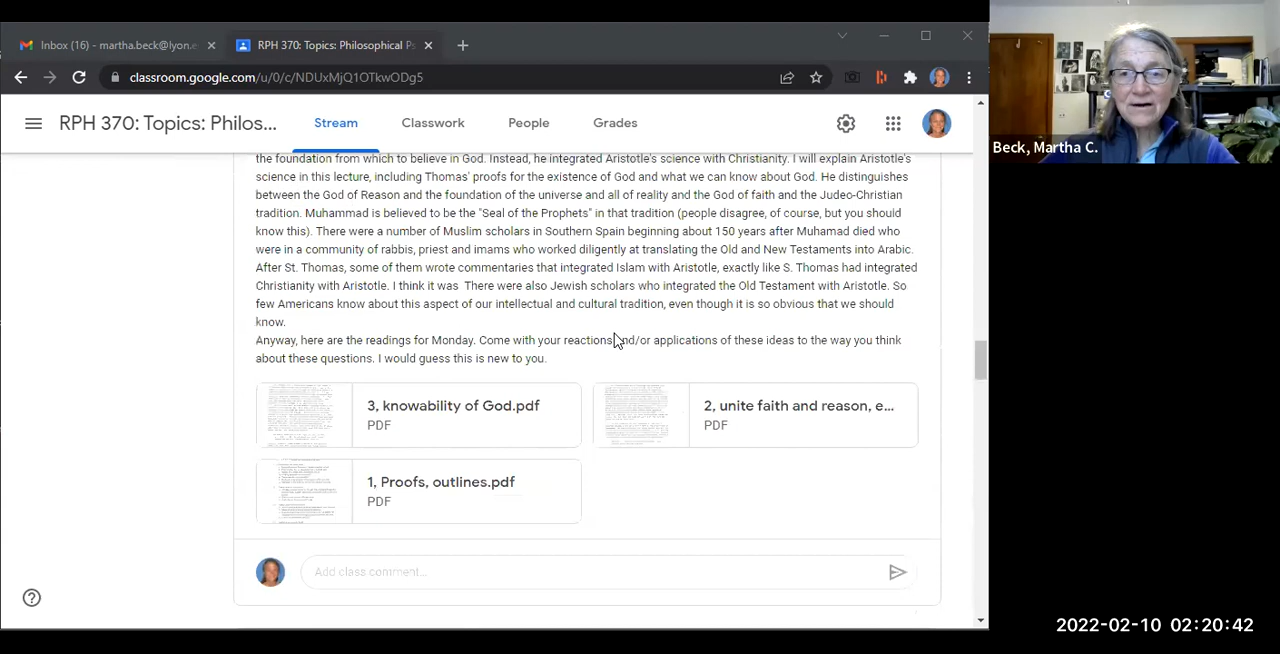 Inbox (16) - martha.beck@lyon.e
RPH 370: Topics: Philosophical Ps
classroom.google.com/u/0/c/NDUxMjQ1OTkwODg5
RPH 370: Topics: Philos...
Stream
Classwork
People
Grades
the foundation from which to believe in God. Instead, he integrated Aristotle's science with Christianity. I will explain Aristotle's
science in this lecture, including Thomas' proofs for the existence of God and what we can know about God. He distinguishes
between the God of Reason and the foundation of the universe and all of reality and the God of faith and the Judeo-Christian
tradition. Muhammad is believed to be the "Seal of the Prophets" in that tradition (people disagree, of course, but you should
know this). There were a number of Muslim scholars in Southern Spain beginning about 150 years after Muhamad died who
were in a community of rabbis, priest and imams who worked diligently at translating the Old and New Testaments into Arabic.
After St. Thomas, some of them wrote commentaries that integrated Islam with Aristotle, exactly like S. Thomas had integrated
Christianity with Aristotle. I think it was There were also Jewish scholars who integrated the Old Testament with Aristotle. So
few Americans know about this aspect of our intellectual and cultural tradition, even though it is so obvious that we should
know.
Anyway, here are the readings for Monday. Come with your reactions and/or applications of these ideas to the way you think
about these questions. I would guess this is new to you.
3, knowability of God.pdf
PDF
2, unite faith and reason, e...
PDF
1, Proofs, outlines.pdf
PDF
Add class comment...
Beck, Martha C.
2022-02-10 02:20:42